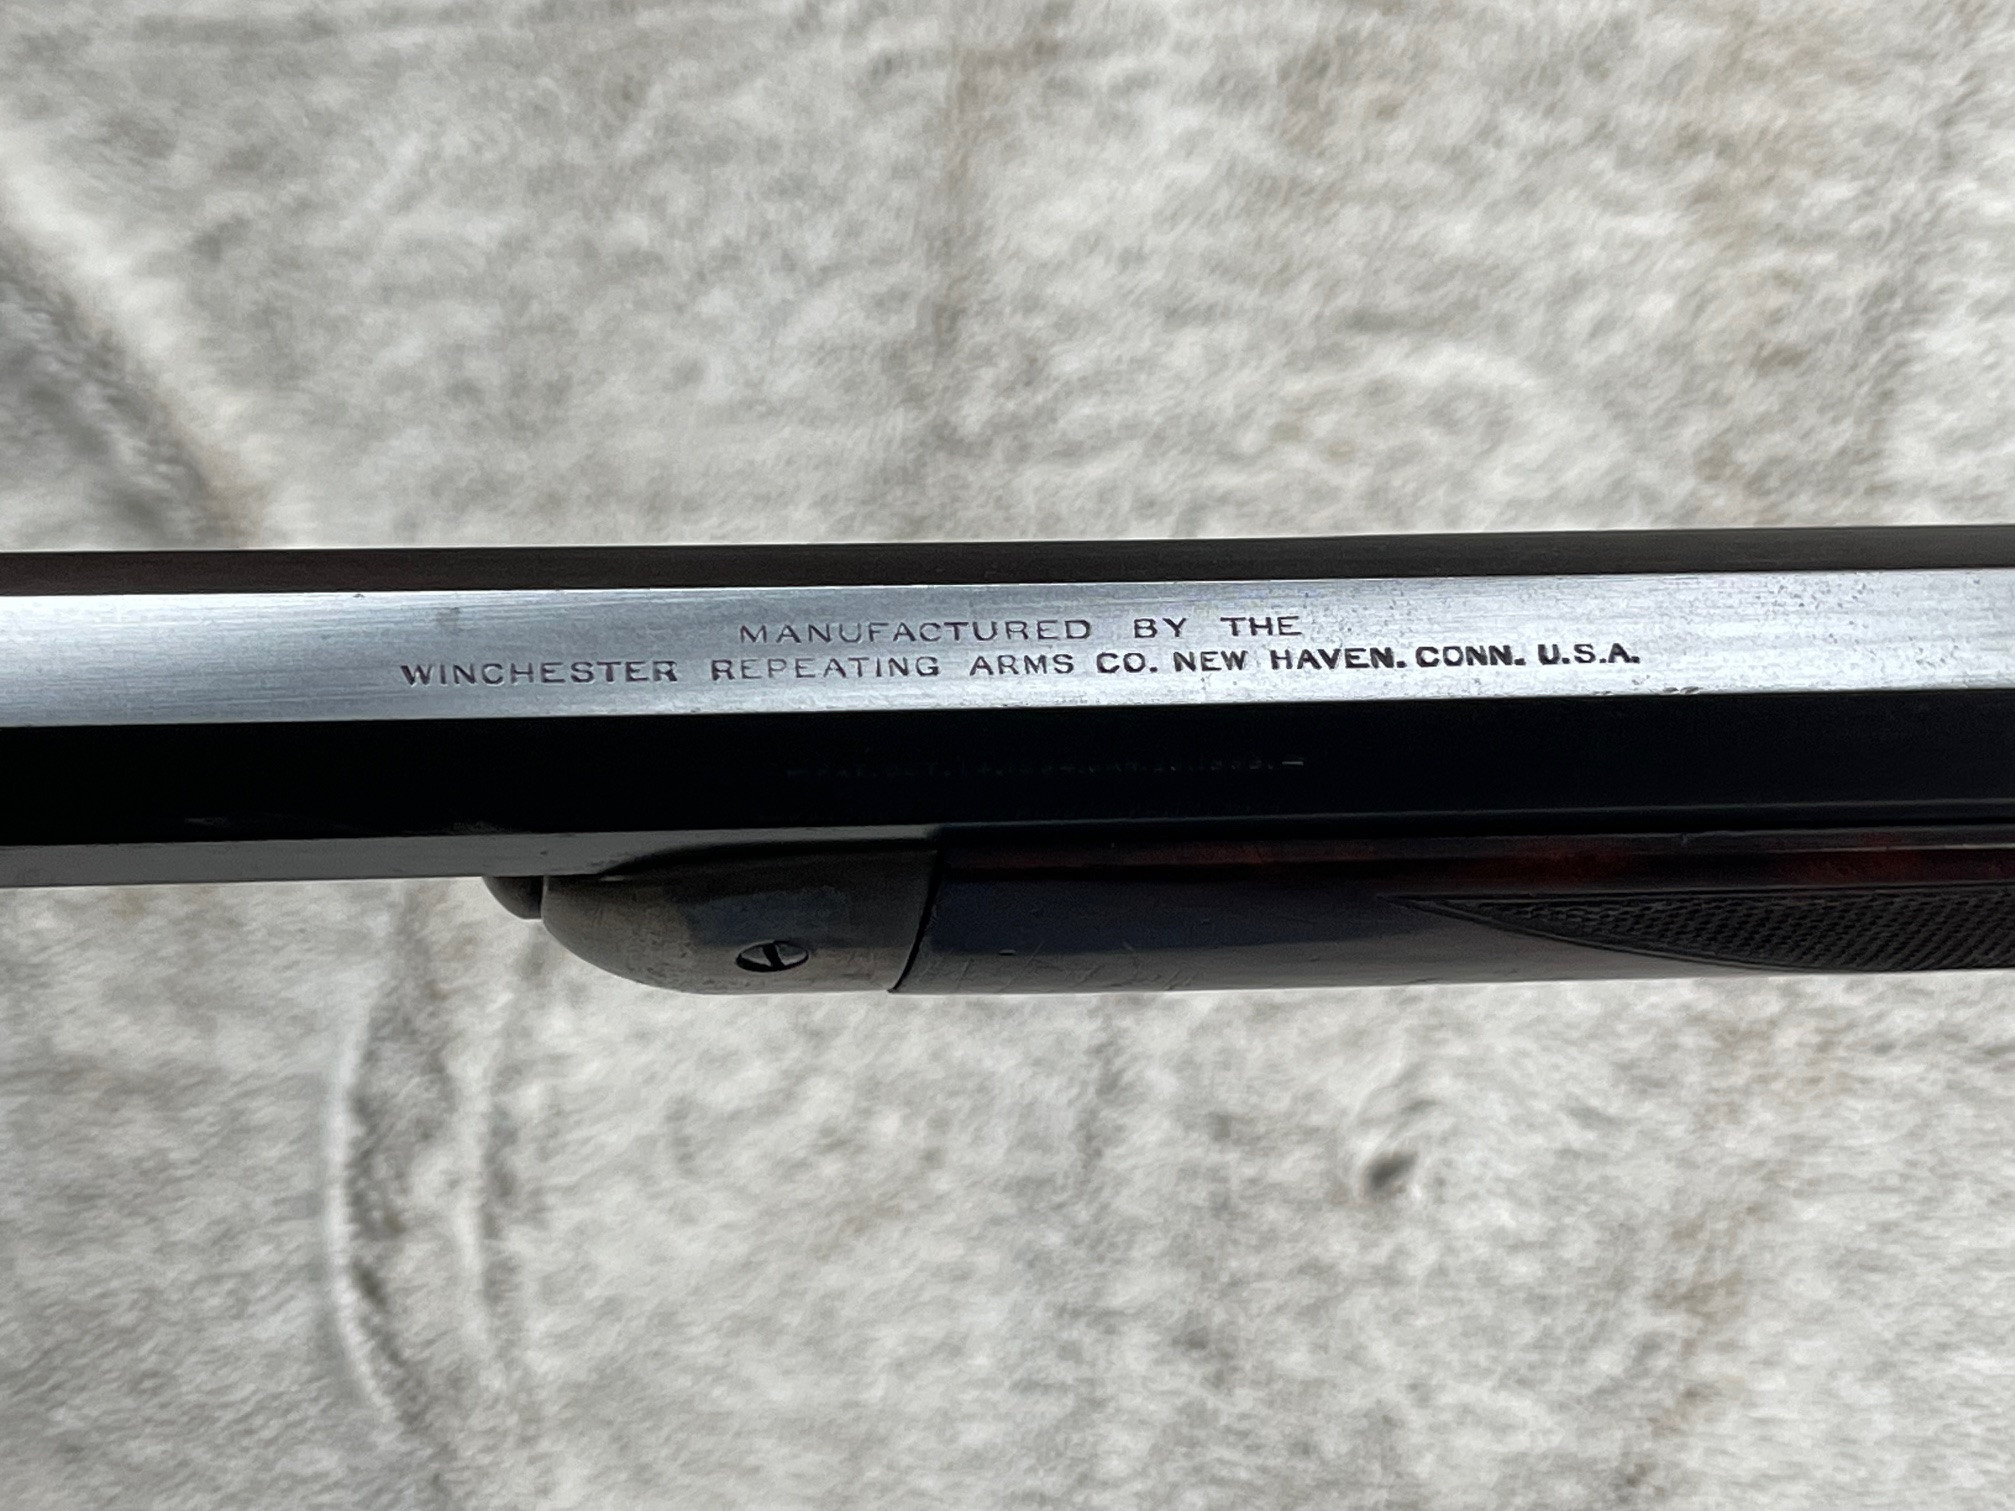 MANUFACTURED BY THE
WINCHESTER REPEATING ARMS CO. NEW HAVEN. CONN. U.S.A.